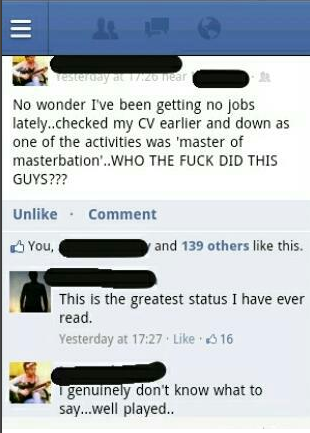 Yesterday at 17:26 near
No wonder I've been getting no jobs
lately..checked my CV earlier and down as
one of the activities was 'master of
masterbation'..WHO THE FUCK DID THIS
GUYS???
Unlike · Comment
You, and 139 others like this.
This is the greatest status I have ever
read.
Yesterday at 17:27 · Like · 16
I genuinely don't know what to
say...well played..